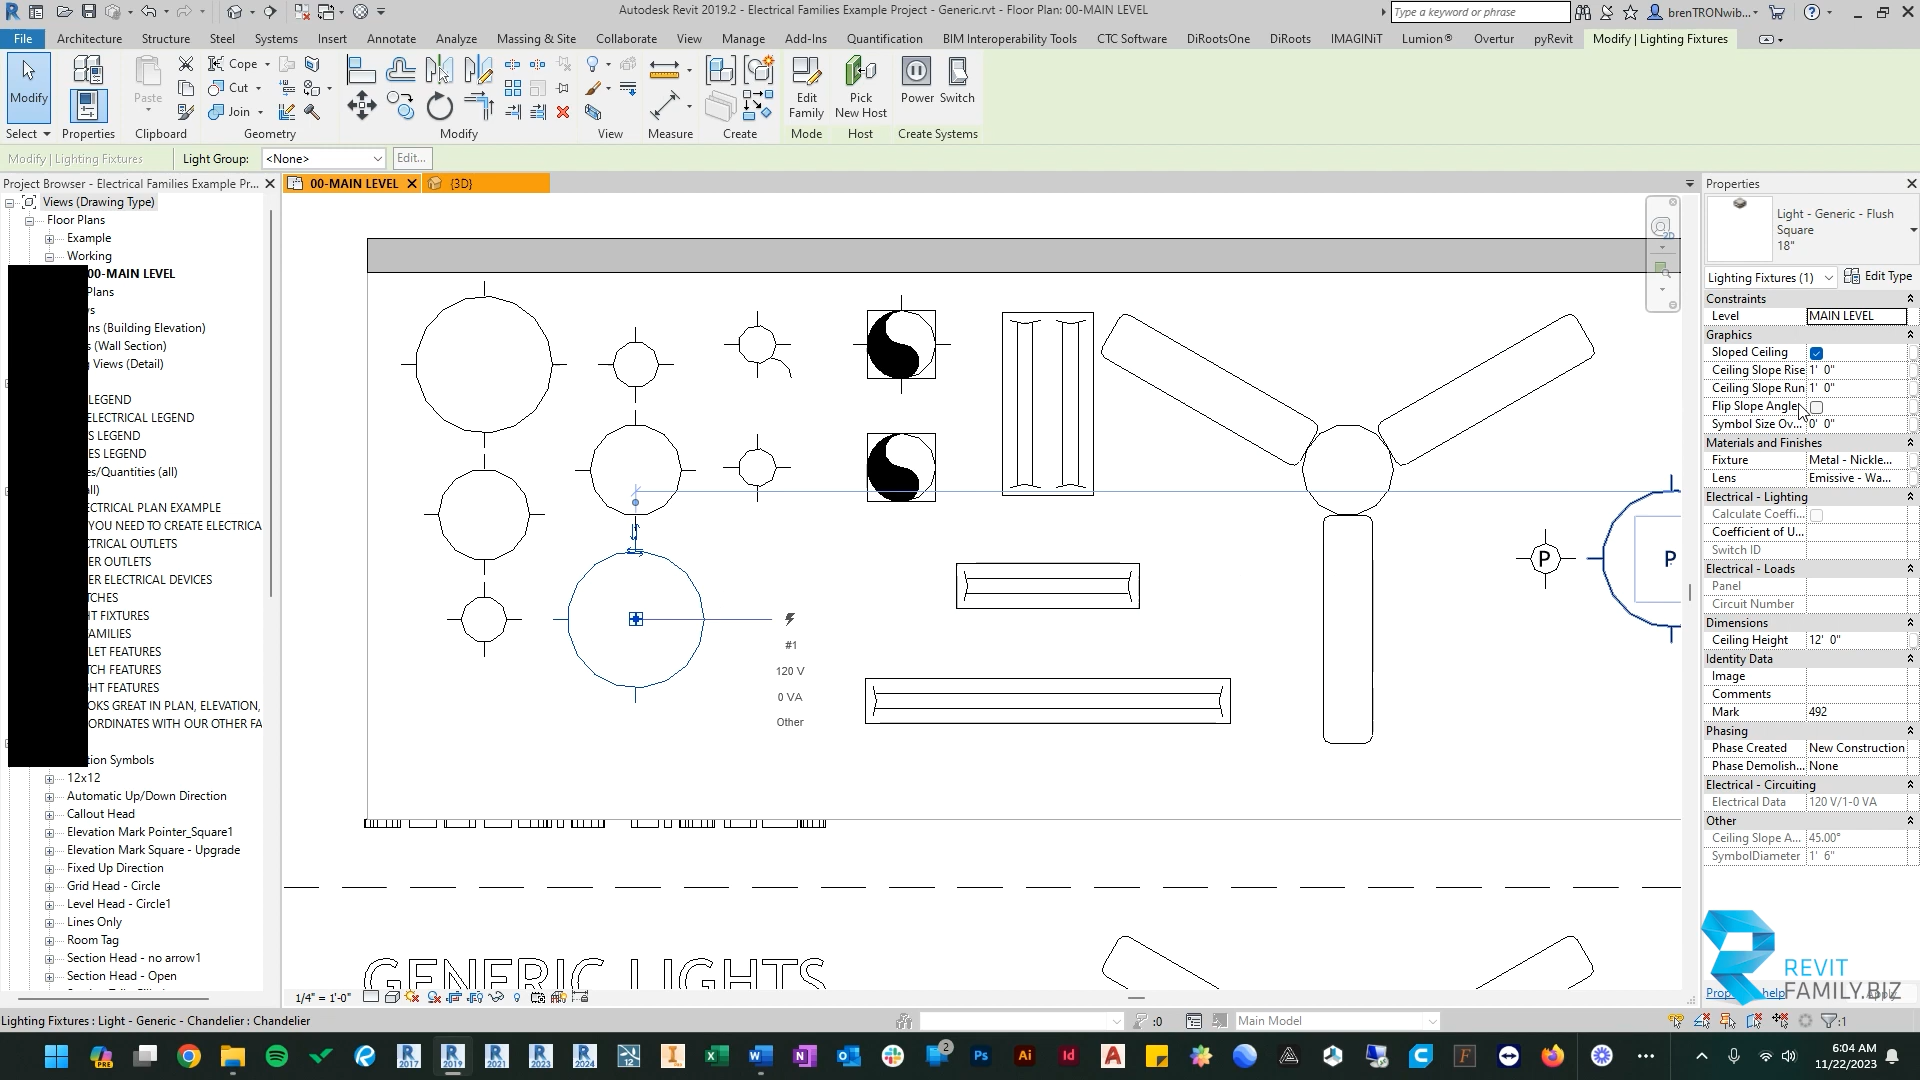 Autodesk Revit 2019.2 - Electrical Families Example Project - Generic.rvt - Floor Plan: 00-MAIN LEVEL
Type a keyword or phrase
brenTRONwib...
File Architecture Structure Steel Systems Insert Annotate Analyze Massing & Site Collaborate View Manage Add-Ins Quantification BIM Interoperability Tools CTC Software DiRootsOne DiRoots IMAGINiT Lumion® Overtur pyRevit Modify | Lighting Fixtures
Modify
Paste
Cope
Cut
Join
Edit Family
Pick New Host
Power Switch
Select Properties Clipboard Geometry Modify View Measure Create Mode Host Create Systems
Modify | Lighting Fixtures Light Group: <None> Edit...
Project Browser - Electrical Families Example Pr...
Views (Drawing Type)
Floor Plans
Example
Working
00-MAIN LEVEL
Plans
ns (Building Elevation)
s (Wall Section)
Views (Detail)
LEGEND
ELECTRICAL LEGEND
S LEGEND
ES LEGEND
es/Quantities (all)
all)
EECTRICAL PLAN EXAMPLE
YOU NEED TO CREATE ELECTRICA
CTRICAL OUTLETS
ER OUTLETS
ER ELECTRICAL DEVICES
TCHES
HT FIXTURES
FAMILIES
LET FEATURES
TCH FEATURES
HT FEATURES
OKS GREAT IN PLAN, ELEVATION,
ORDINATES WITH OUR OTHER FA
tion Symbols
12x12
Automatic Up/Down Direction
Callout Head
Elevation Mark Pointer_Square1
Elevation Mark Square - Upgrade
Fixed Up Direction
Grid Head - Circle
Level Head - Circle1
Lines Only
Room Tag
Section Head - no arrow1
Section Head - Open
00-MAIN LEVEL
{3D}
2D
#1
120 V
0 VA
Other
P
P
GENERIC LIGHTS
1/4" = 1'-0"
Properties
Light - Generic - Flush Square
18"
Lighting Fixtures (1) Edit Type
Constraints
Level MAIN LEVEL
Graphics
Sloped Ceiling
Ceiling Slope Rise 1' 0"
Ceiling Slope Run 1' 0"
Flip Slope Angle
Symbol Size Ov... 0' 0"
Materials and Finishes
Fixture Metal - Nickle...
Lens Emissive - Wa...
Electrical - Lighting
Calculate Coeffi...
Coefficient of U...
Switch ID
Electrical - Loads
Panel
Circuit Number
Dimensions
Ceiling Height 12' 0"
Identity Data
Image
Comments
Mark 492
Phasing
Phase Created New Construction
Phase Demolish... None
Electrical - Circuiting
Electrical Data 120 V/1-0 VA
Other
Ceiling Slope A... 45.00°
SymbolDiameter 1' 6"
REVIT
FAMILY.BIZ
Lighting Fixtures : Light - Generic - Chandelier : Chandelier
:0
Main Model
:1
2017 2019 2021 2023 2024
2
6:04 AM
11/22/2023